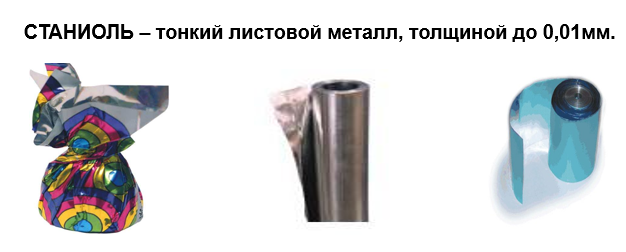 СТАНИОЛЬ – тонкий листовой металл, толщиной до 0,01мм.